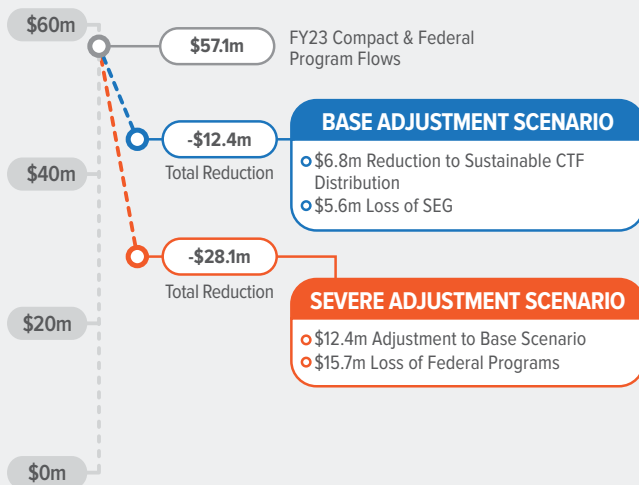 $60m
$57.1m
FY23 Compact & Federal
Program Flows
-$12.4m
Total Reduction
BASE ADJUSTMENT SCENARIO
$6.8m Reduction to Sustainable CTF
Distribution
$5.6m Loss of SEG
$40m
-$28.1m
Total Reduction
SEVERE ADJUSTMENT SCENARIO
$12.4m Adjustment to Base Scenario
$15.7m Loss of Federal Programs
$20m
$0m